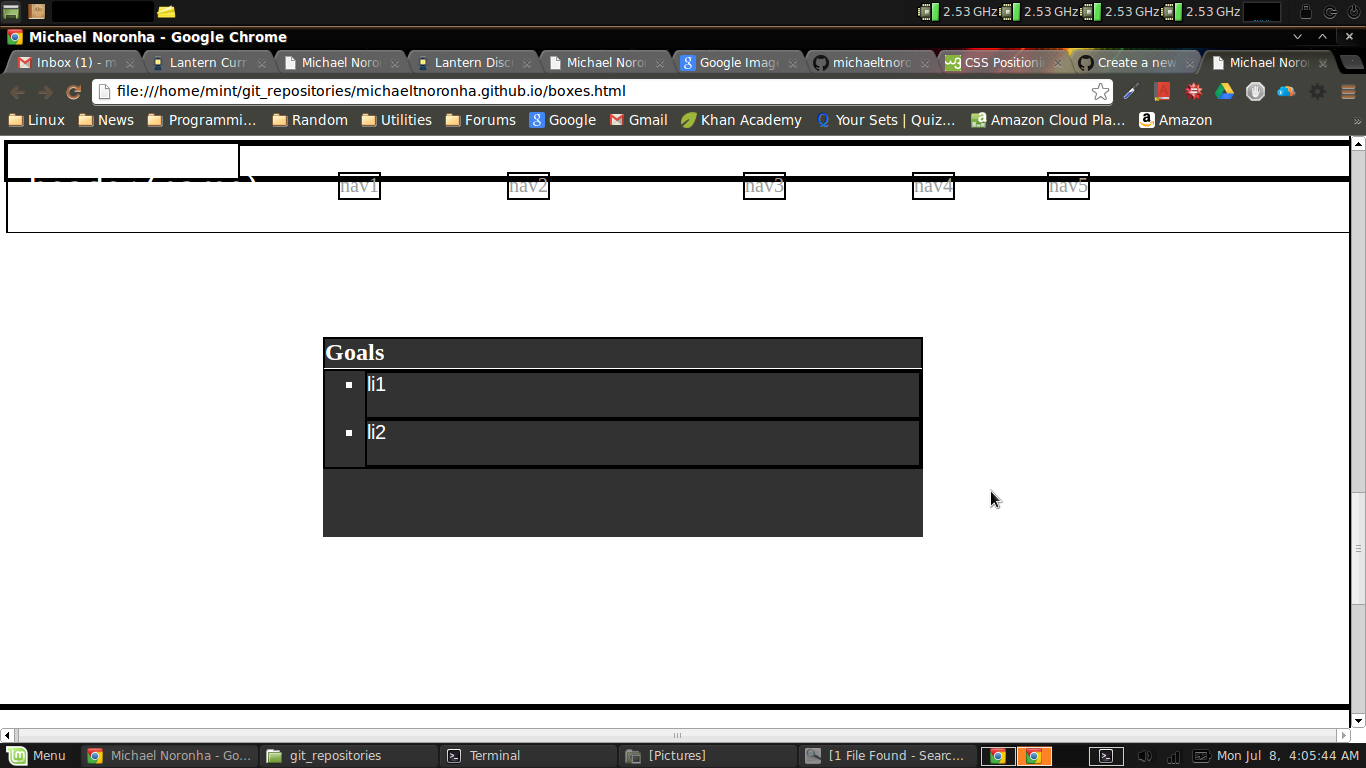 2.53 GHz 2.53 GHz 2.53 GHz 2.53 GHz
Michael Noronha - Google Chrome
Inbox (1) - m Lantern Curr Michael Noro Lantern Disc Michael Noro Google Imag michaeltnoro CSS Positioni Create a new Michael Noro
file:///home/mint/git_repositories/michaeltnoronha.github.io/boxes.html
Linux News Programmi... Random Utilities Forums Google Gmail Khan Academy Your Sets | Quiz... Amazon Cloud Pla... Amazon »
nav1 nav2 nav3 nav4 nav5
Goals
li1
li2
Menu Michael Noronha - Go... git_repositories Terminal [Pictures] [1 File Found - Searc... Mon Jul 8, 4:05:44 AM